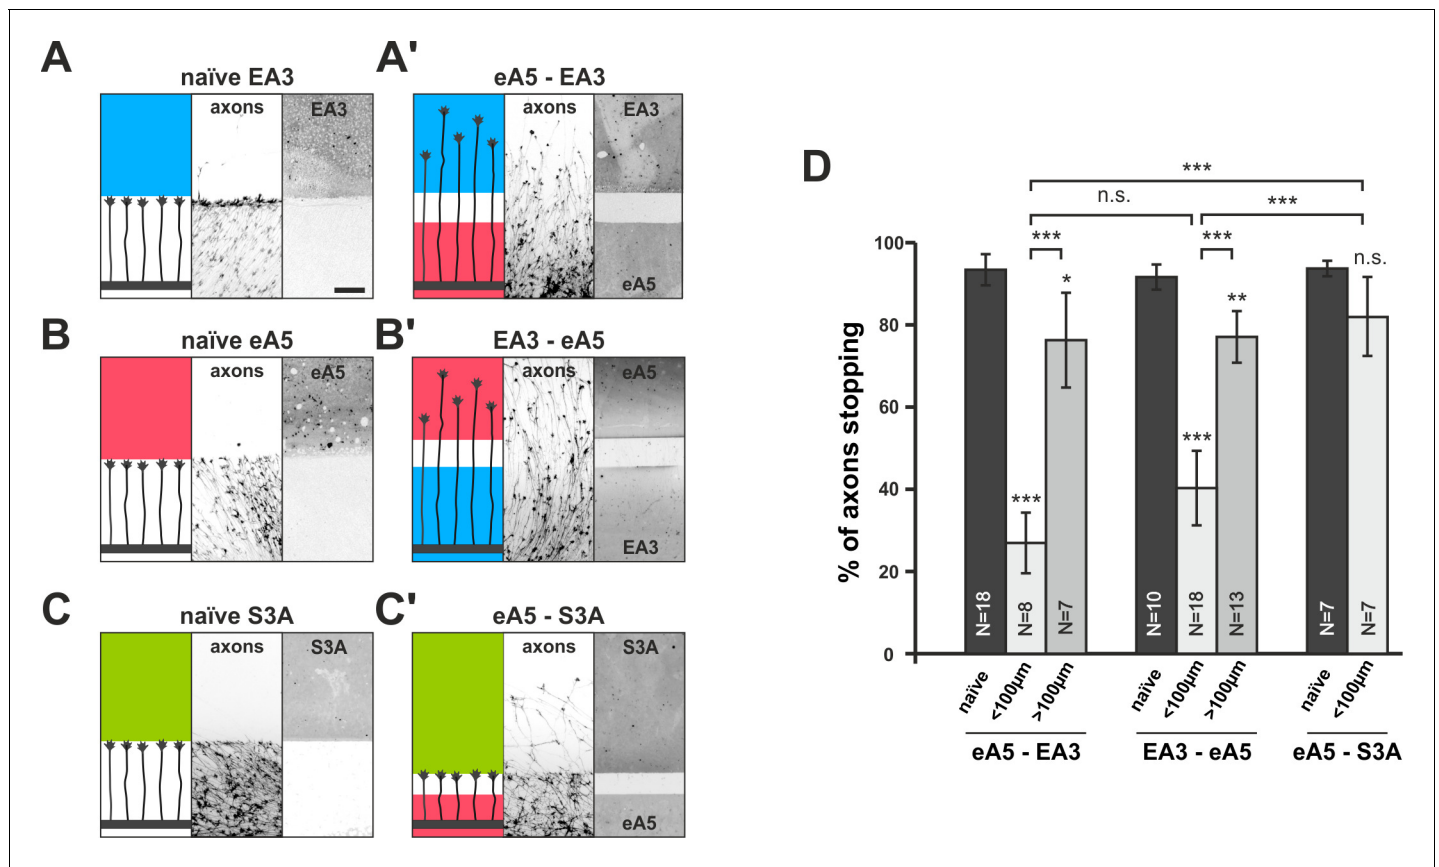 A
naïve EA3
axons
EA3
A'
eA5 - EA3
EA3
eA5
B
naïve eA5
axons
eA5
B'
EA3 - eA5
axons
eA5
EA3
C
naïve S3A
axons
S3A
C'
eA5 - S3A
axons
S3A
eA5
D
***
n.s.
***
***
***
n.s.
*
**
***
***
% of axons stopping
100
80
60
40
20
0
N=18
N=8
N=7
N=10
N=18
N=13
N=7
N=7
naïve
<100µm
>100µm
naïve
<100µm
>100µm
naïve
<100µm
eA5 - EA3
EA3 - eA5
eA5 - S3A